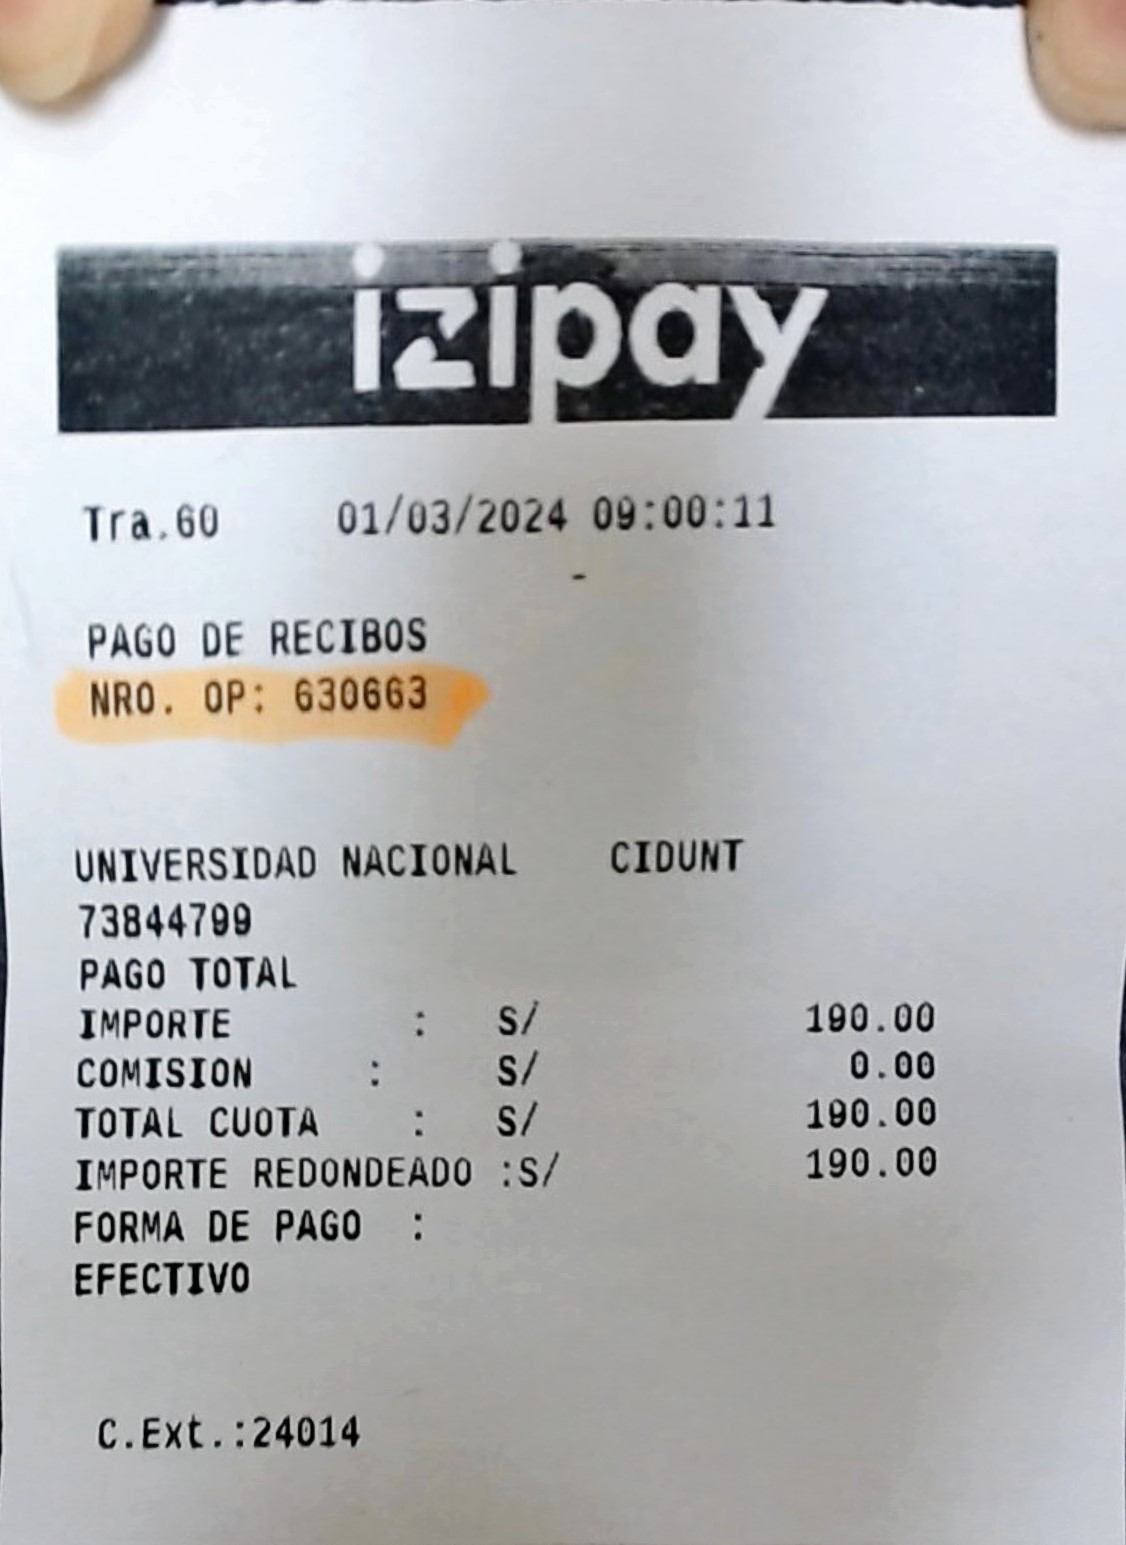 izipay
Tra.60 01/03/2024 09:00:11
-
PAGO DE RECIBOS
NRO. OP: 630663
UNIVERSIDAD NACIONAL CIDUNT
73844799
PAGO TOTAL
IMPORTE : S/ 190.00
COMISION : S/ 0.00
TOTAL CUOTA : S/ 190.00
IMPORTE REDONDEADO :S/ 190.00
FORMA DE PAGO :
EFECTIVO
C.Ext.:24014